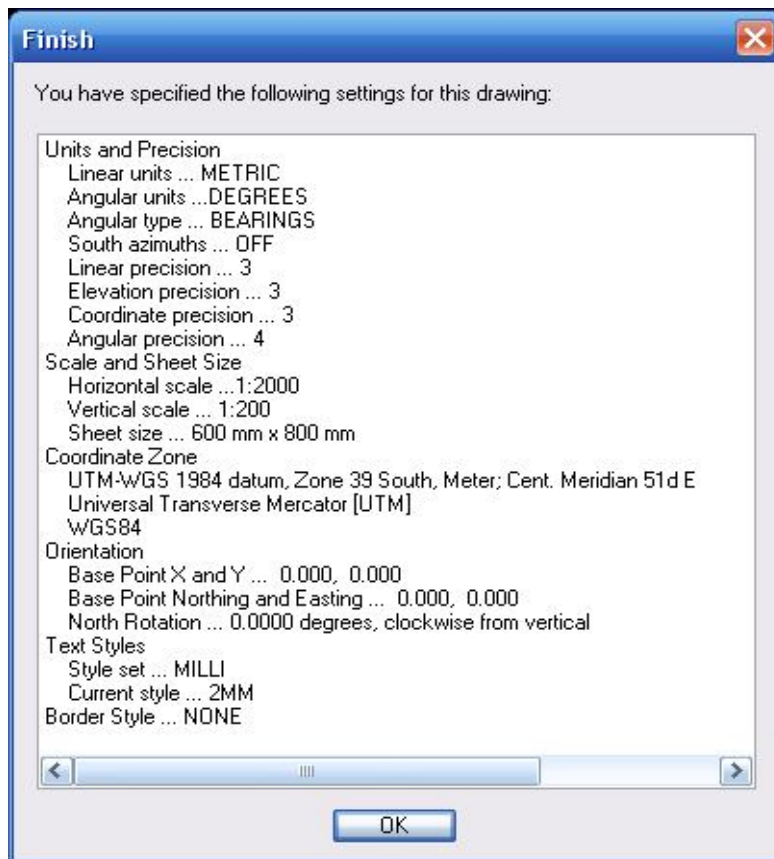 Finish
You have specified the following settings for this drawing:
Units and Precision
Linear units ... METRIC
Angular units ...DEGREES
Angular type ... BEARINGS
South azimuths ... OFF
Linear precision ... 3
Elevation precision ... 3
Coordinate precision ... 3
Angular precision ... 4
Scale and Sheet Size
Horizontal scale ...1:2000
Vertical scale ... 1:200
Sheet size ... 600 mm x 800 mm
Coordinate Zone
UTM-WGS 1984 datum, Zone 39 South, Meter; Cent. Meridian 51d E
Universal Transverse Mercator [UTM]
WGS84
Orientation
Base Point X and Y ...  0.000,  0.000
Base Point Northing and Easting ...  0.000,  0.000
North Rotation ... 0.0000 degrees, clockwise from vertical
Text Styles
Style set ... MILLI
Current style ... 2MM
Border Style ... NONE
OK